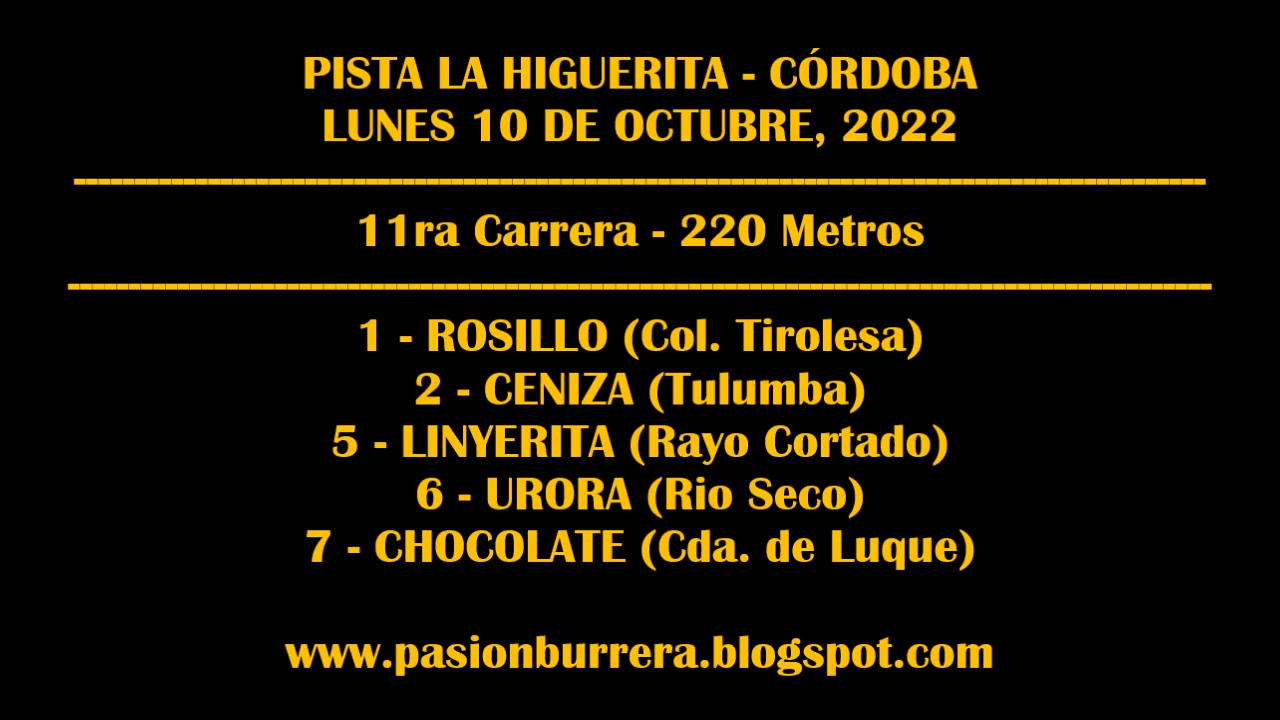 PISTA LA HIGUERITA - CÓRDOBA
LUNES 10 DE OCTUBRE, 2022
11ra Carrera - 220 Metros
1 - ROSILLO (Col. Tirolesa)
2 - CENIZA (Tulumba)
5 - LINYERITA (Rayo Cortado)
6 - URORA (Rio Seco)
7 - CHOCOLATE (Cda. de Luque)
www.pasionburrera.blogspot.com